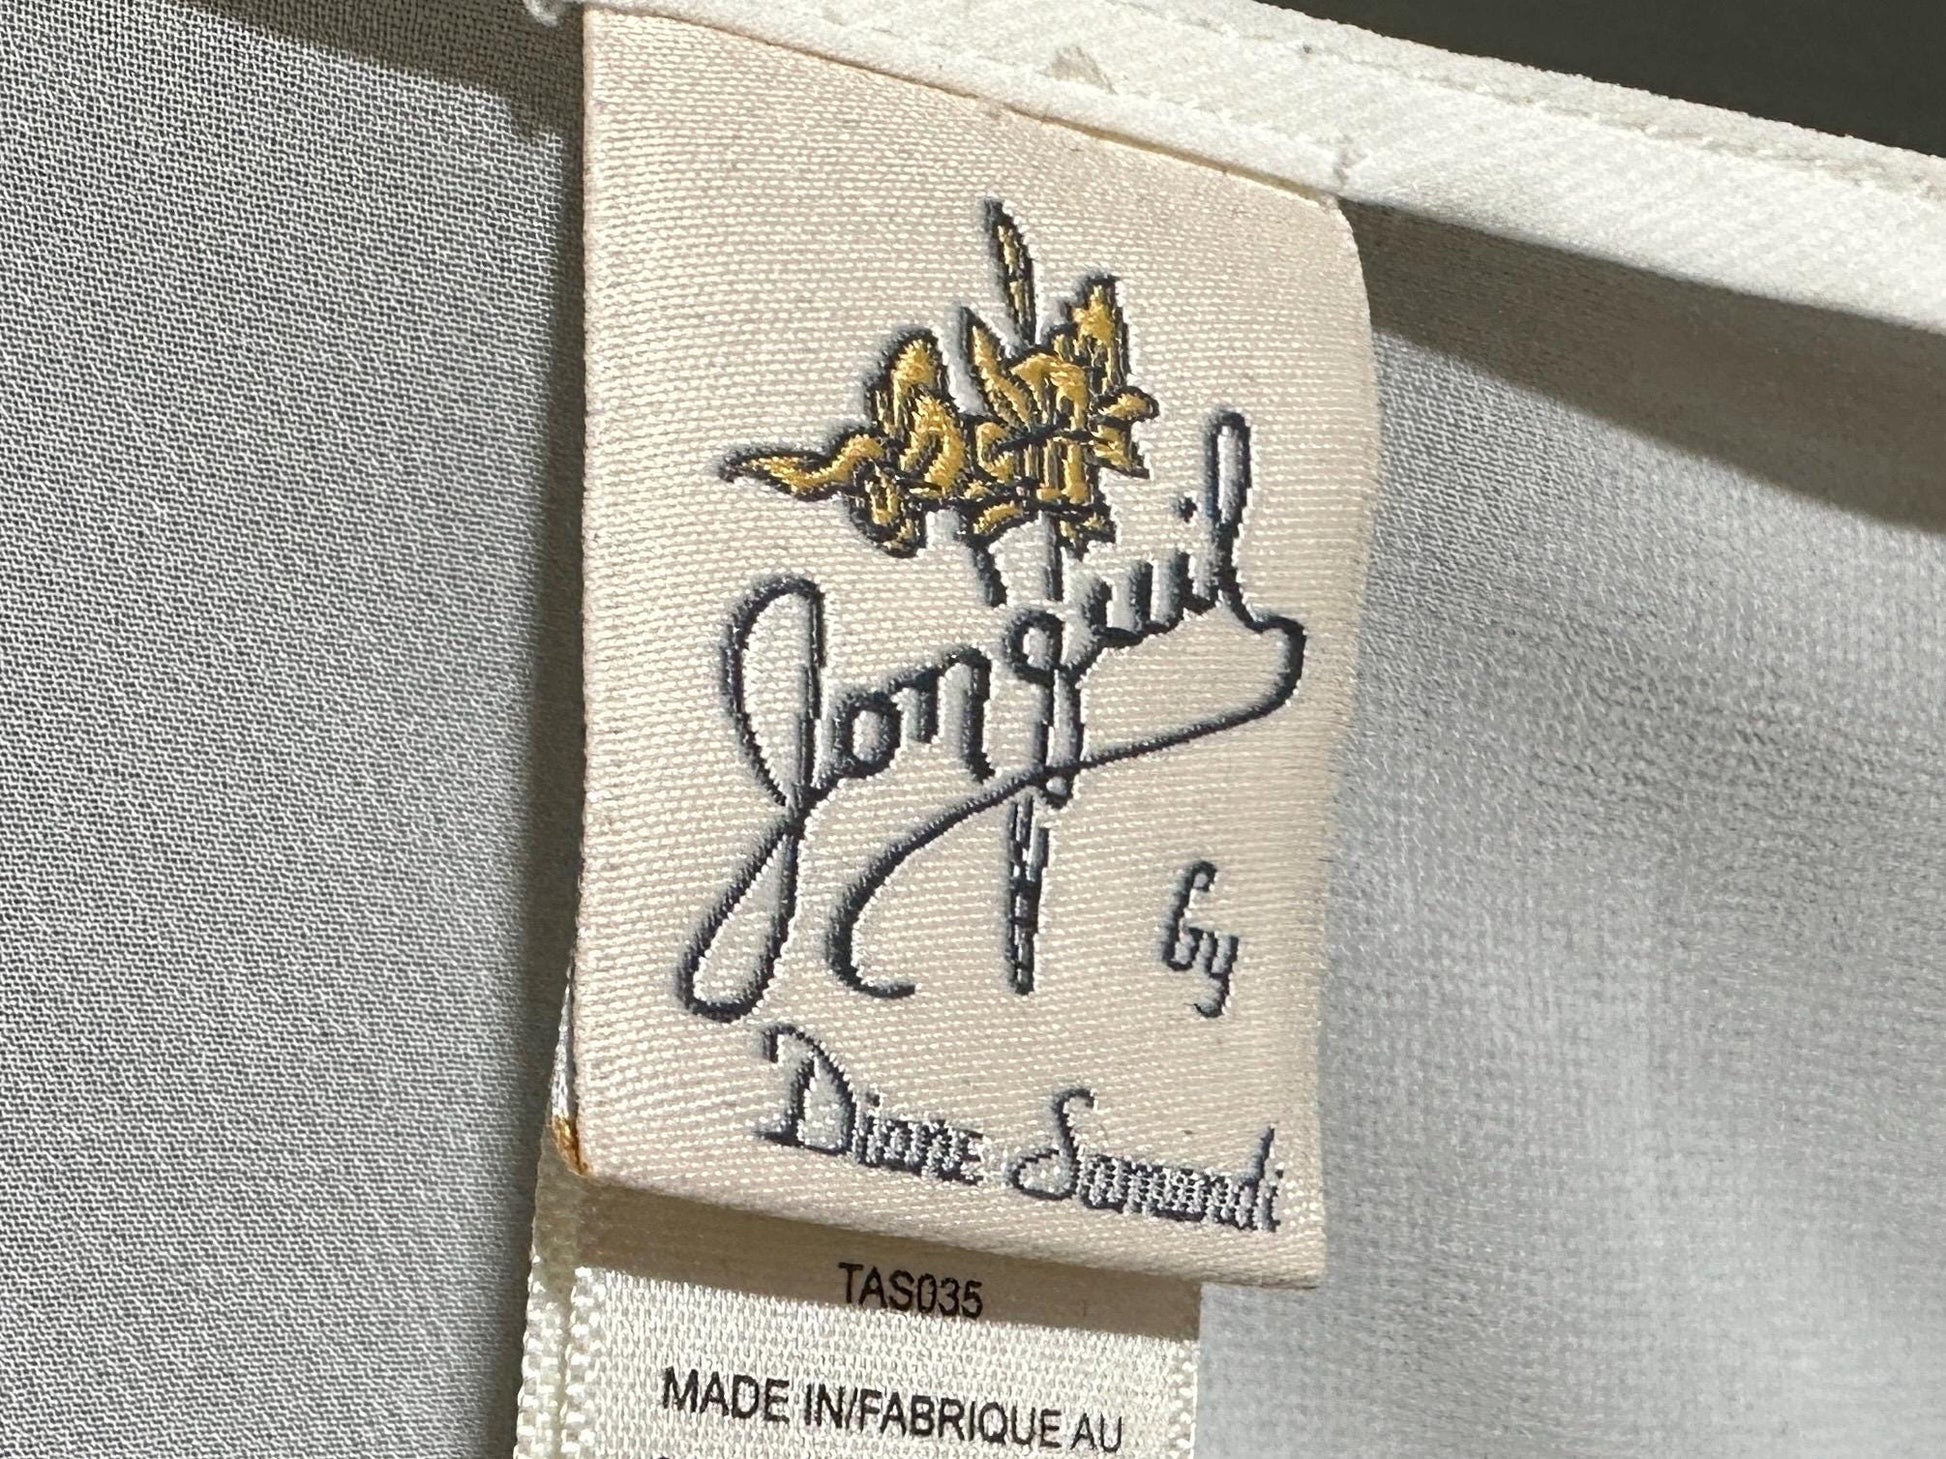 Jonquil
by
Diane Samandi
TAS035
MADE IN/FABRIQUE AU